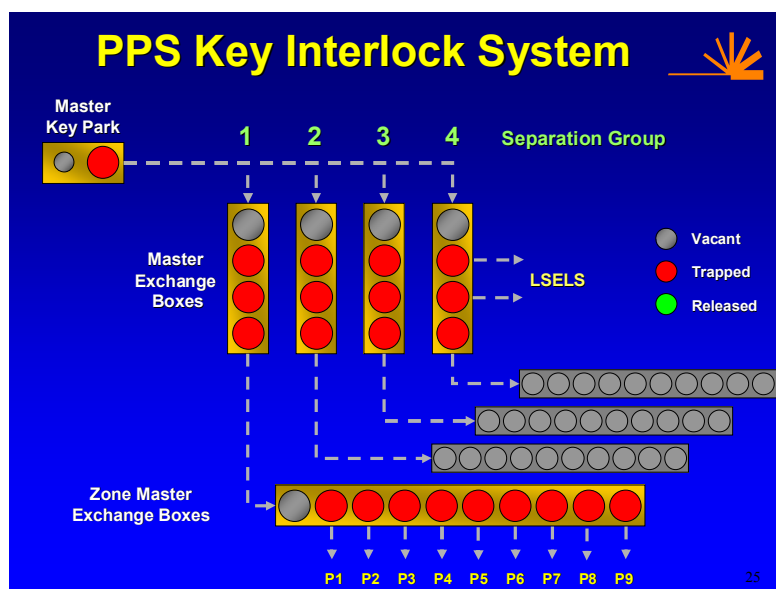 PPS Key Interlock System
Master
Key Park
1 2 3 4 Separation Group
Master
Exchange
Boxes
LSELS
Vacant
Trapped
Released
Zone Master
Exchange Boxes
P1 P2 P3 P4 P5 P6 P7 P8 P9
25